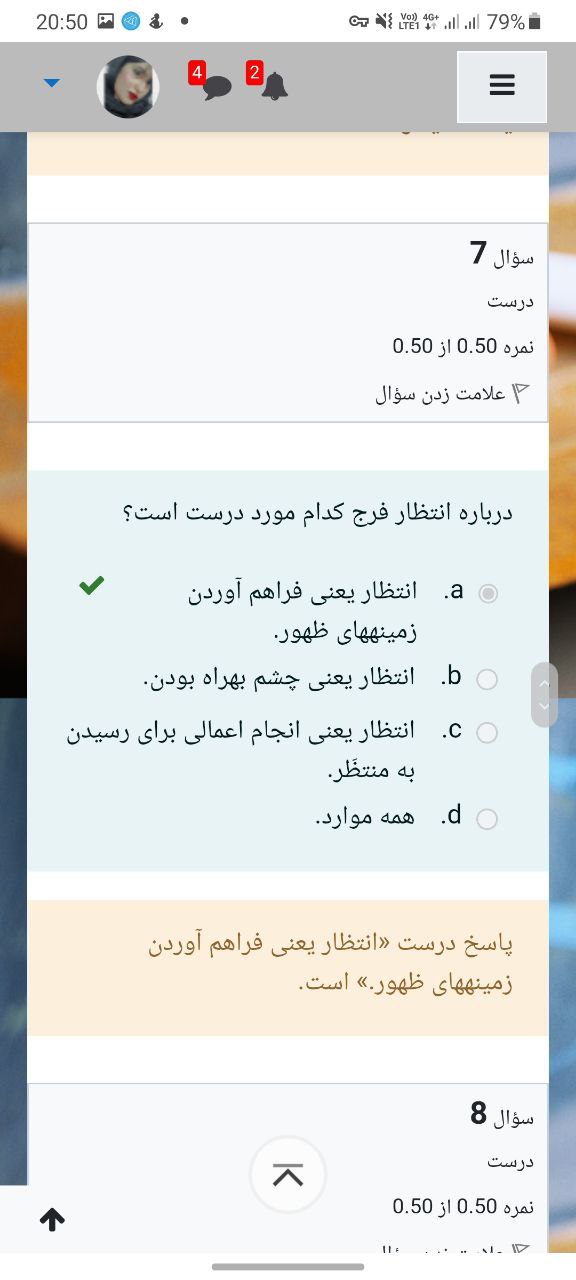 20:50 Vo)) LTE1 4G+ 79%
4 2
سؤال 7
درست
نمره 0.50 از 0.50
علامت زدن سؤال
درباره انتظار فرج کدام مورد درست است؟
a. انتظار یعنی فراهم آوردن
زمینههای ظهور.
b. انتظار یعنی چشم بهراه بودن.
c. انتظار یعنی انجام اعمالی برای رسیدن
به منتظَر.
d. همه موارد.
پاسخ درست «انتظار یعنی فراهم آوردن
زمینههای ظهور.» است.
سؤال 8
درست
نمره 0.50 از 0.50